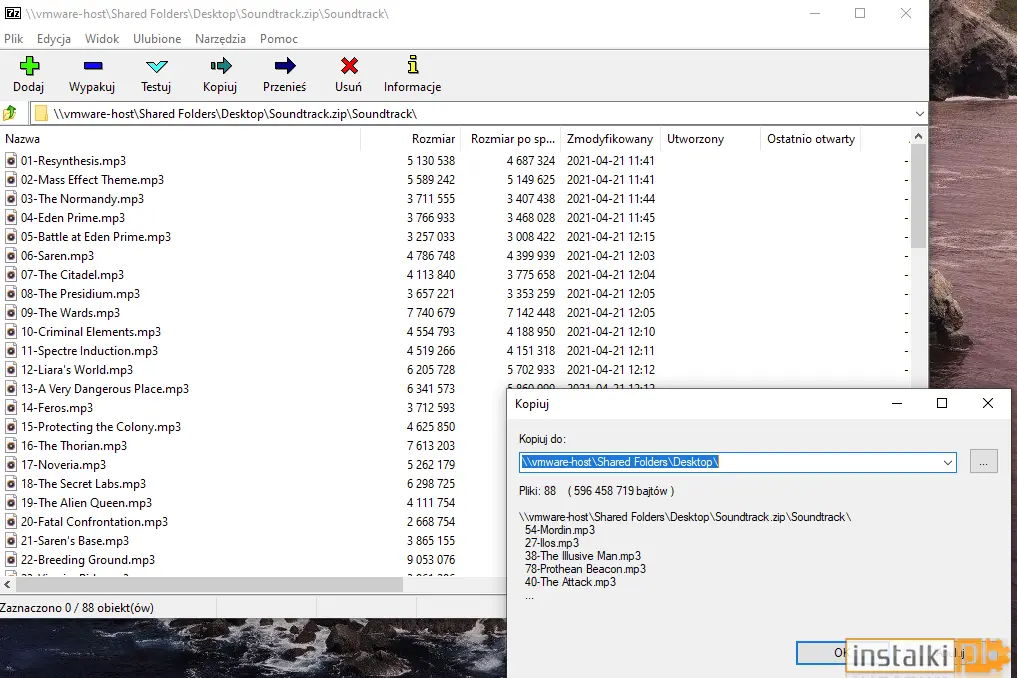 \\vmware-host\Shared Folders\Desktop\Soundtrack.zip\Soundtrack\
Plik Edycja Widok Ulubione Narzędzia Pomoc
Dodaj Wypakuj Testuj Kopiuj Przenieś Usuń Informacje
\\vmware-host\Shared Folders\Desktop\Soundtrack.zip\Soundtrack\
Nazwa Rozmiar Rozmiar po sp... Zmodyfikowany Utworzony Ostatnio otwarty
01-Resynthesis.mp3 5 130 538 4 687 324 2021-04-21 11:41 -
02-Mass Effect Theme.mp3 5 589 242 5 149 625 2021-04-21 11:41 -
03-The Normandy.mp3 3 711 555 3 407 438 2021-04-21 11:44 -
04-Eden Prime.mp3 3 766 933 3 468 028 2021-04-21 11:45 -
05-Battle at Eden Prime.mp3 3 257 033 3 008 422 2021-04-21 12:15 -
06-Saren.mp3 4 786 748 4 399 939 2021-04-21 12:03 -
07-The Citadel.mp3 4 113 840 3 775 658 2021-04-21 12:04 -
08-The Presidium.mp3 3 657 221 3 353 259 2021-04-21 12:05 -
09-The Wards.mp3 7 740 679 7 142 448 2021-04-21 12:05 -
10-Criminal Elements.mp3 4 554 793 4 188 950 2021-04-21 12:10 -
11-Spectre Induction.mp3 4 519 266 4 151 318 2021-04-21 12:11 -
12-Liara's World.mp3 6 205 728 5 702 933 2021-04-21 12:12 -
13-A Very Dangerous Place.mp3 6 341 573
14-Feros.mp3 3 712 593
15-Protecting the Colony.mp3 4 625 850
16-The Thorian.mp3 7 613 203
17-Noveria.mp3 5 262 179
18-The Secret Labs.mp3 6 298 725
19-The Alien Queen.mp3 4 111 754
20-Fatal Confrontation.mp3 2 668 754
21-Saren's Base.mp3 3 865 155
22-Breeding Ground.mp3 9 053 076
Zaznaczono 0 / 88 obiekt(ów)
Kopiuj
Kopiuj do:
\\vmware-host\Shared Folders\Desktop\
...
Pliki: 88 ( 596 458 719 bajtów )
\\vmware-host\Shared Folders\Desktop\Soundtrack.zip\Soundtrack\
54-Mordin.mp3
27-Ilos.mp3
38-The Illusive Man.mp3
78-Prothean Beacon.mp3
40-The Attack.mp3
...
OK
instalki.pl